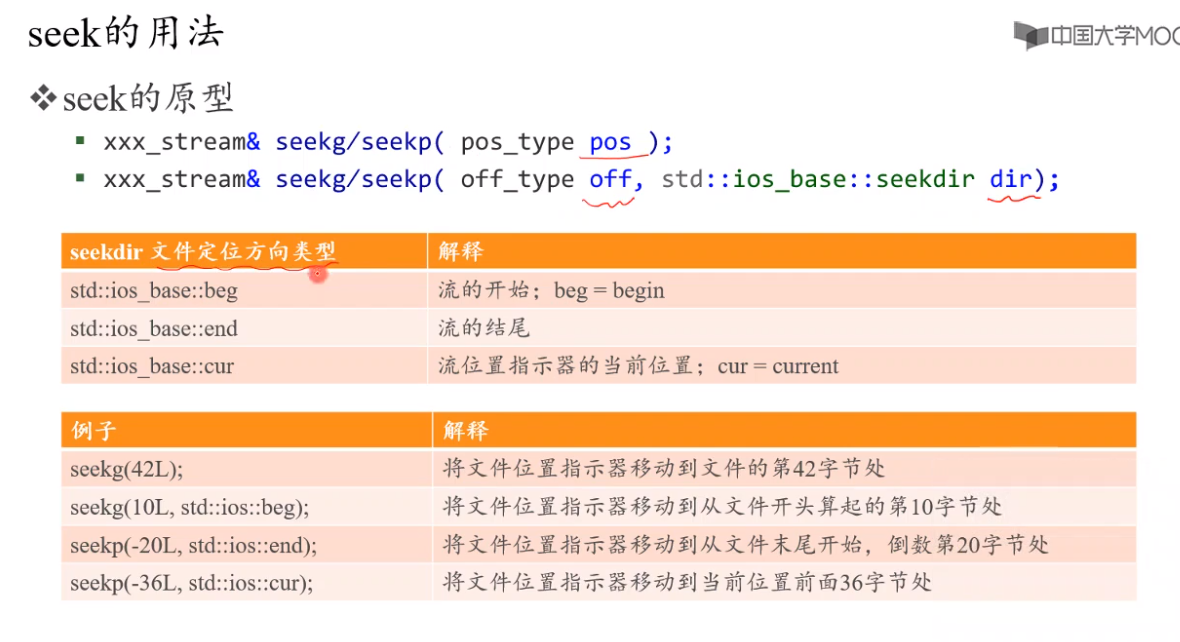 seek的用法
中国大学MOO
❖seek的原型
▪ xxx_stream& seekg/seekp( pos_type pos );
▪ xxx_stream& seekg/seekp( off_type off, std::ios_base::seekdir dir);
seekdir 文件定位方向类型 解释
std::ios_base::beg 流的开始；beg = begin
std::ios_base::end 流的结尾
std::ios_base::cur 流位置指示器的当前位置；cur = current
例子 解释
seekg(42L); 将文件位置指示器移动到文件的第42字节处
seekg(10L, std::ios::beg); 将文件位置指示器移动到从文件开头算起的第10字节处
seekp(-20L, std::ios::end); 将文件位置指示器移动到从文件末尾开始，倒数第20字节处
seekp(-36L, std::ios::cur); 将文件位置指示器移动到当前位置前面36字节处